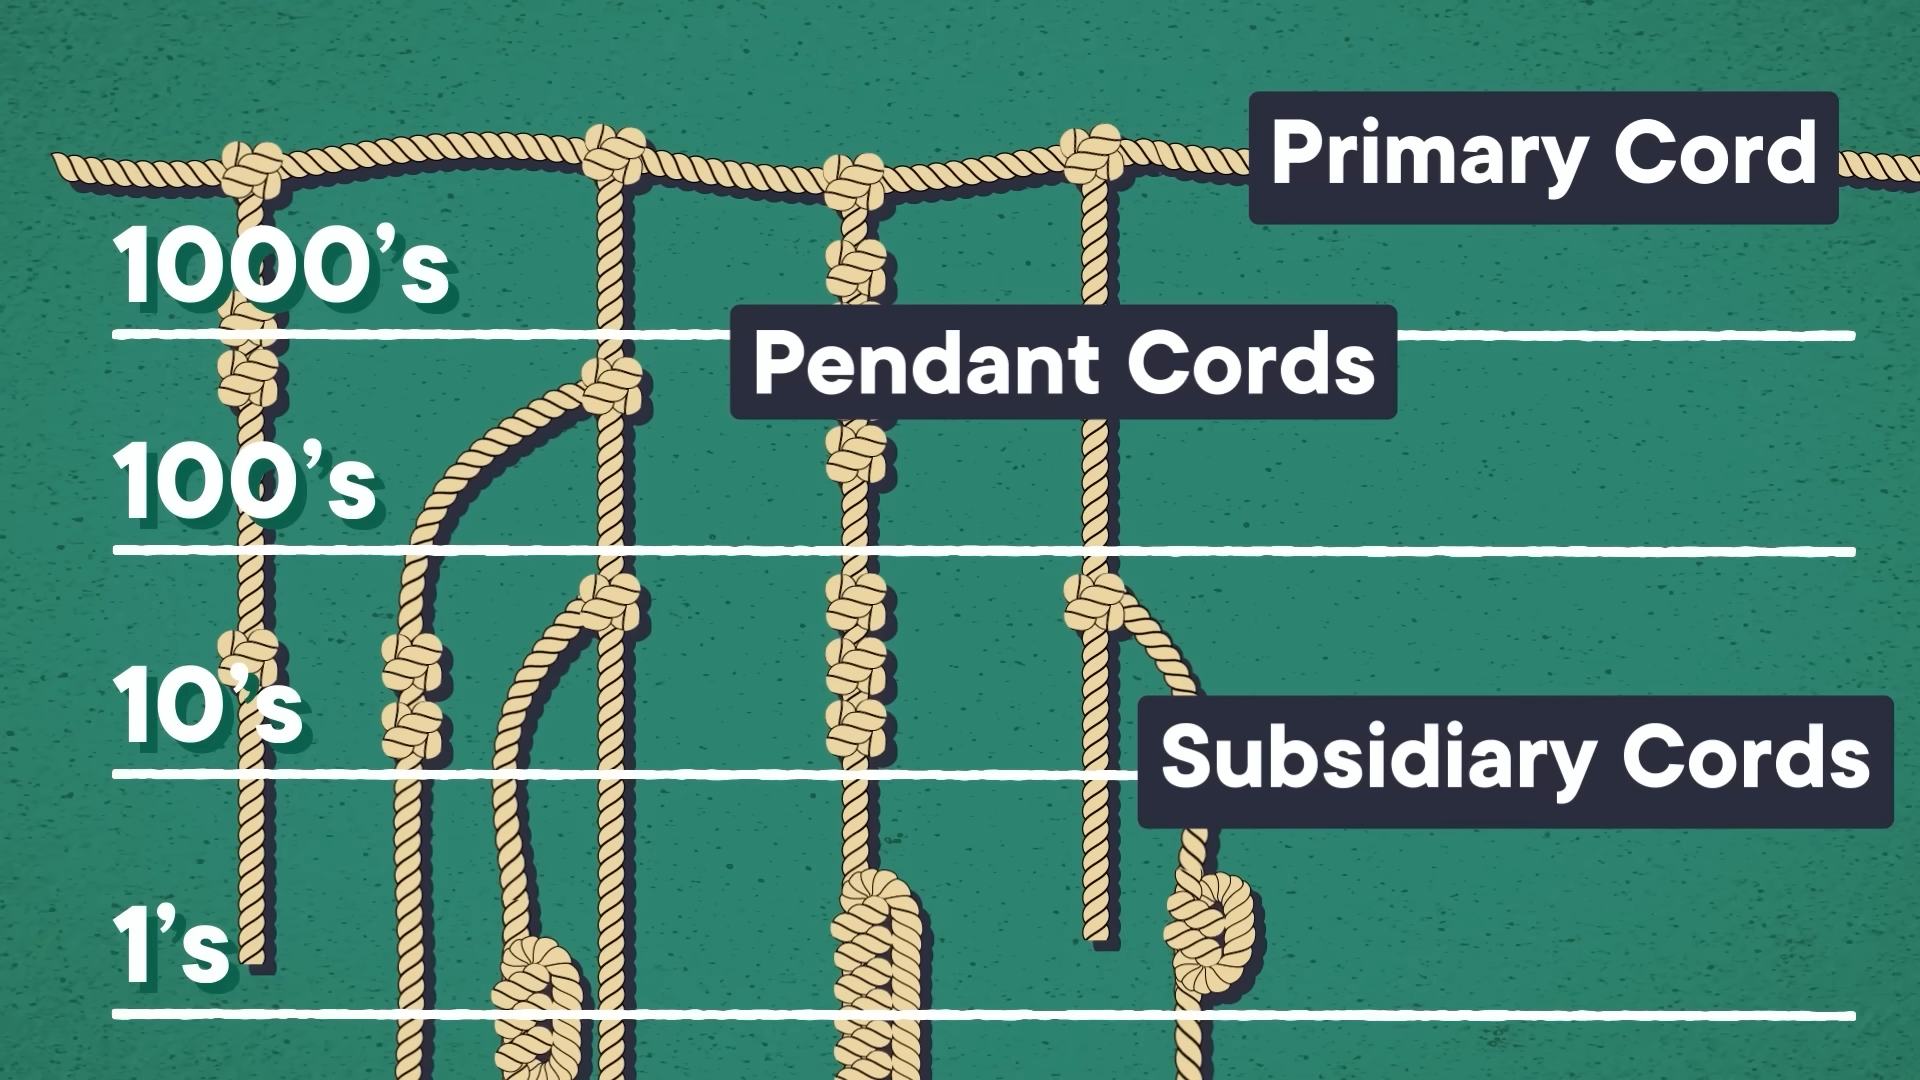 Primary Cord
1000's
Pendant Cords
100's
10's
Subsidiary Cords
1's